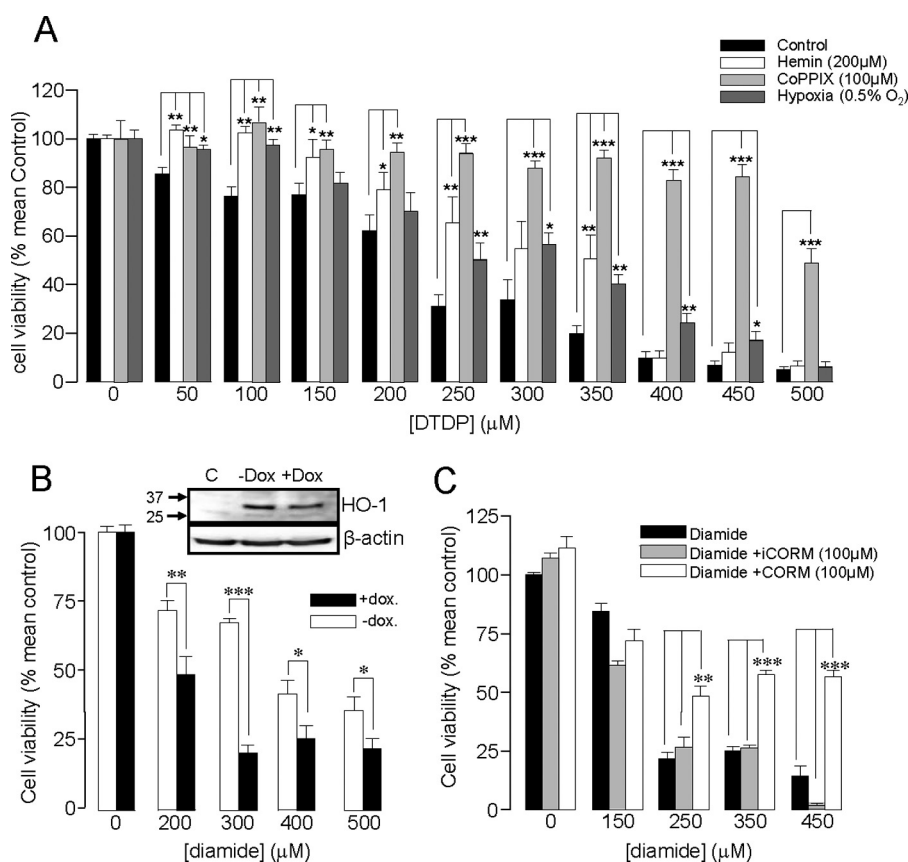 A
Control
Hemin (200µM)
CoPPIX (100µM)
Hypoxia (0.5% O₂)
cell viability (% mean Control)
120
100
80
60
40
20
0
** ** *
** ** **
* **
* **
** *** **
*** *
** *** **
*** **
*** *
***
0 50 100 150 200 250 300 350 400 450 500
[DTDP] (µM)
B
C -Dox +Dox
37
HO-1
25
β-actin
Cell viability (% mean control)
100
75
50
25
0
** *** * *
+dox.
-dox.
0 200 300 400 500
[diamide] (µM)
C
Diamide
Diamide +iCORM (100µM)
Diamide +CORM (100µM)
Cell viability (% mean control)
125
100
75
50
25
0
** *** ***
0 150 250 350 450
[diamide] (µM)